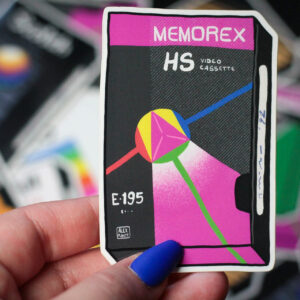 MEMOREX
HS VIDEO
CASSETTE
E-195